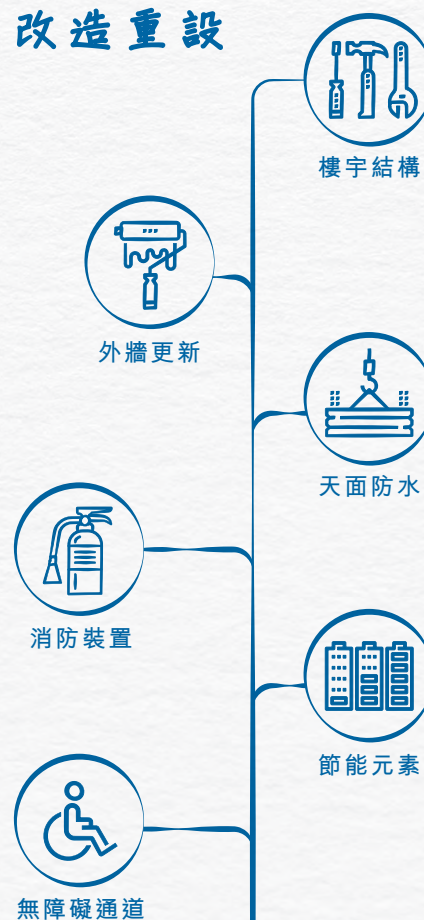 改造重設
樓宇結構
外牆更新
天面防水
消防裝置
節能元素
無障礙通道